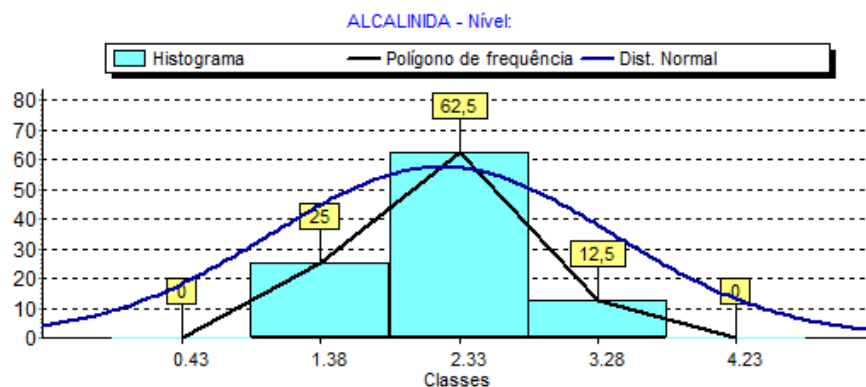 ALCALINIDA - Nível:
Histograma Polígono de frequência Dist. Normal
80
70
60
50
40
30
20
10
0
0 25 62,5 12,5 0
0.43 1.38 2.33 3.28 4.23
Classes